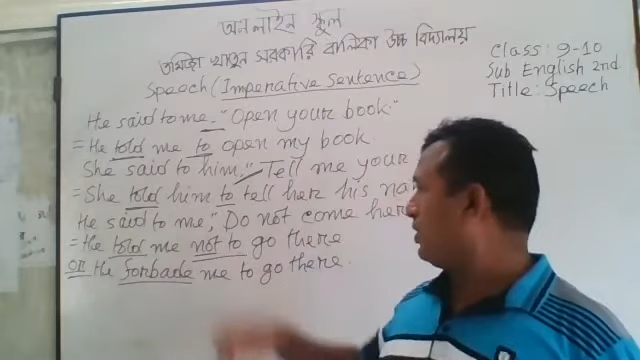 অনলাইন স্কুল
তমিজা খাতুন সরকারি বালিকা উচ্চ বিদ্যালয়
Class: 9-10
Sub English 2nd
Title: Speech
Speech (Imperative Sentence)
He said to me, "Open your book."
= He told me to open my book.
She said to him, "Tell me your
= She told him to tell her his
He said to me, "Do not come here
= He told me not to go there
or He forbade me to go there.